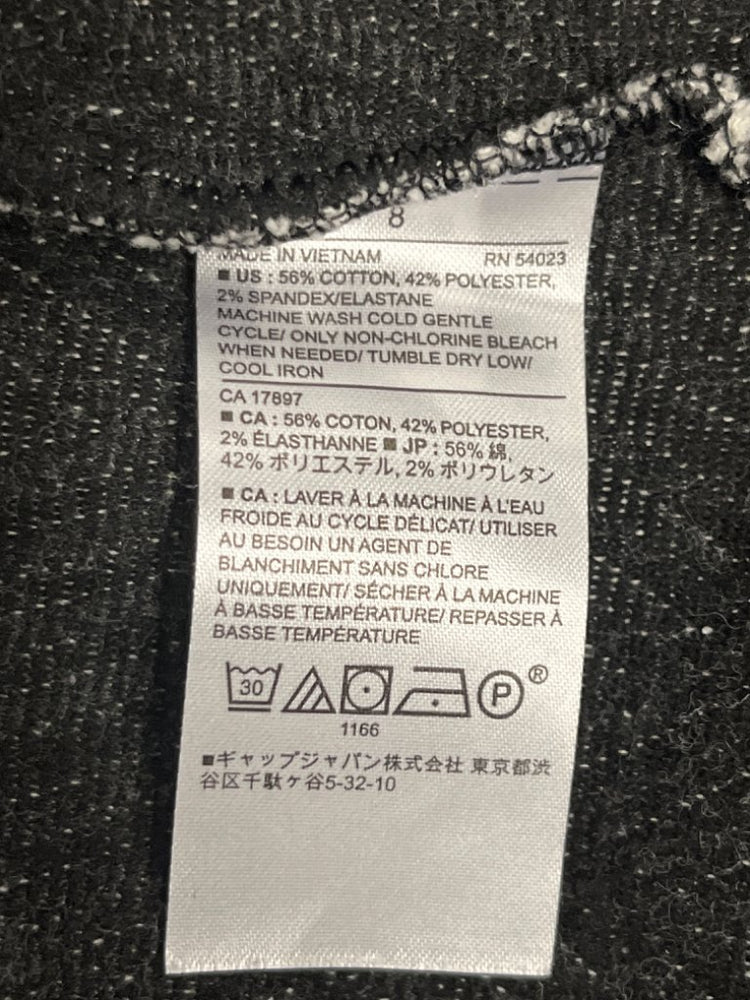 8
MADE IN VIETNAM RN 54023
■ US : 56% COTTON, 42% POLYESTER,
2% SPANDEX/ELASTANE
MACHINE WASH COLD GENTLE
CYCLE/ ONLY NON-CHLORINE BLEACH
WHEN NEEDED/ TUMBLE DRY LOW/
COOL IRON
CA 17897
■ CA : 56% COTON, 42% POLYESTER,
2% ÉLASTHANNE ■ JP : 56% 綿,
42% ポリエステル, 2% ポリウレタン
■ CA : LAVER À LA MACHINE À L'EAU
FROIDE AU CYCLE DÉLICAT/ UTILISER
AU BESOIN UN AGENT DE
BLANCHIMENT SANS CHLORE
UNIQUEMENT/ SÉCHER À LA MACHINE
À BASSE TEMPÉRATURE/ REPASSER À
BASSE TEMPÉRATURE
30 P ®
1166
■ギャップジャパン株式会社 東京都渋
谷区千駄ケ谷5-32-10